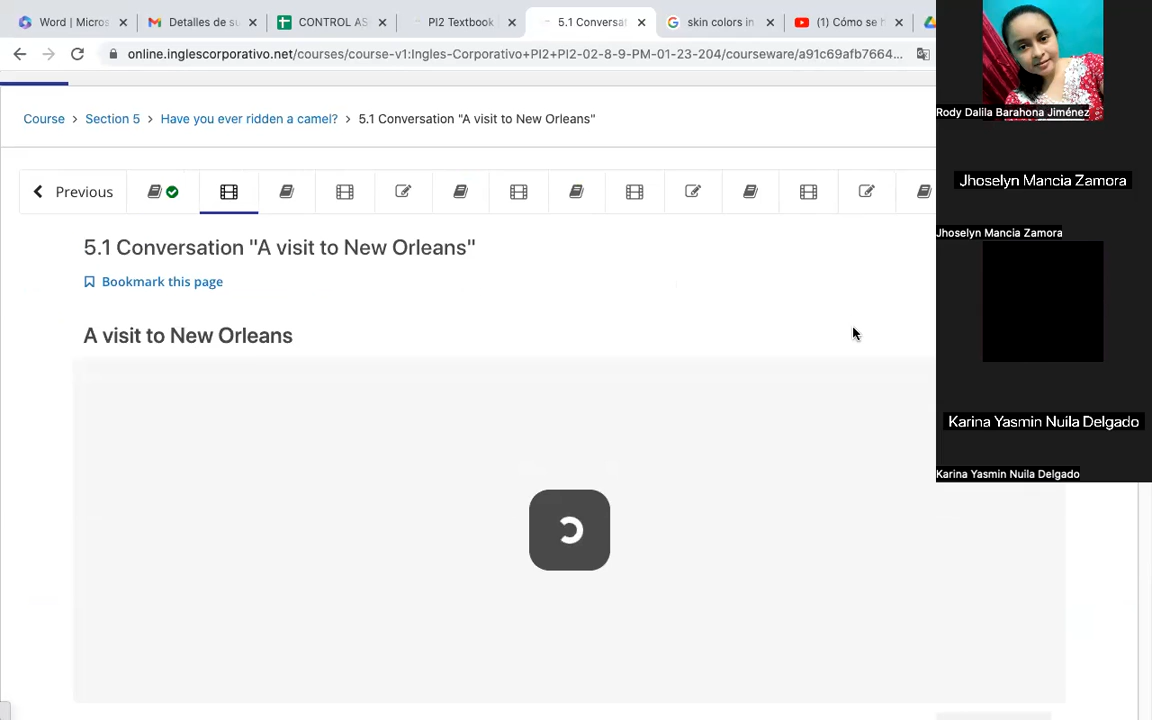 Word | Micros
Detalles de su
CONTROL AS
PI2 Textbook
5.1 Conversat
skin colors in
(1) Cómo se h
online.inglescorporativo.net/courses/course-v1:Ingles-Corporativo+PI2+PI2-02-8-9-PM-01-23-204/courseware/a91c69afb7664...
Course > Section 5 > Have you ever ridden a camel? > 5.1 Conversation "A visit to New Orleans"
Previous
5.1 Conversation "A visit to New Orleans"
Bookmark this page
A visit to New Orleans
Rody Dalila Barahona Jiménez
Jhoselyn Mancia Zamora
Jhoselyn Mancia Zamora
Karina Yasmin Nuila Delgado
Karina Yasmin Nuila Delgado